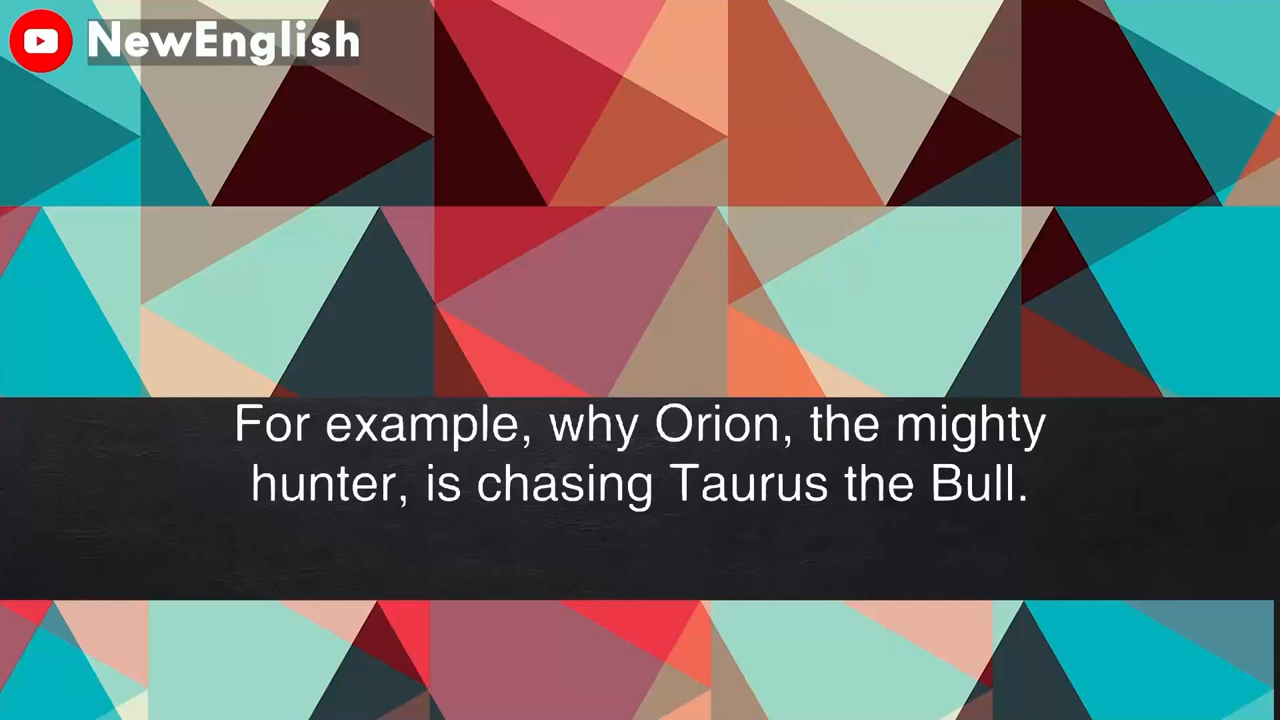 NewEnglish
For example, why Orion, the mighty
hunter, is chasing Taurus the Bull.